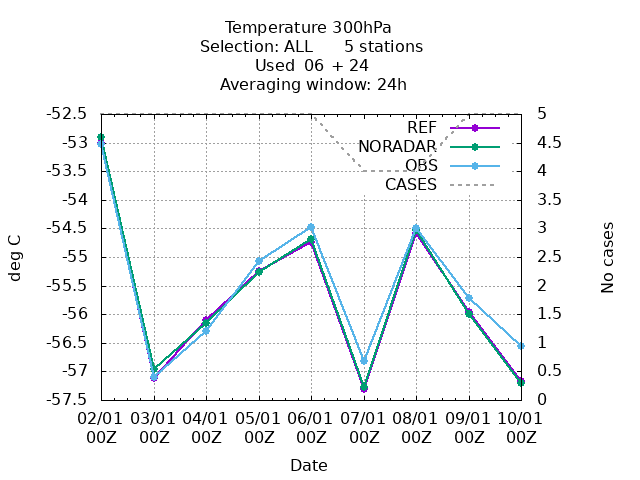 Temperature 300hPa
Selection: ALL 5 stations
Used 06 + 24
Averaging window: 24h
-52.5
-53
-53.5
-54
-54.5
-55
-55.5
-56
-56.5
-57
-57.5
5
4.5
4
3.5
3
2.5
2
1.5
1
0.5
0
REF
NORADAR
OBS
CASES
deg C
No cases
02/01 03/01 04/01 05/01 06/01 07/01 08/01 09/01 10/01
00Z 00Z 00Z 00Z 00Z 00Z 00Z 00Z 00Z
Date